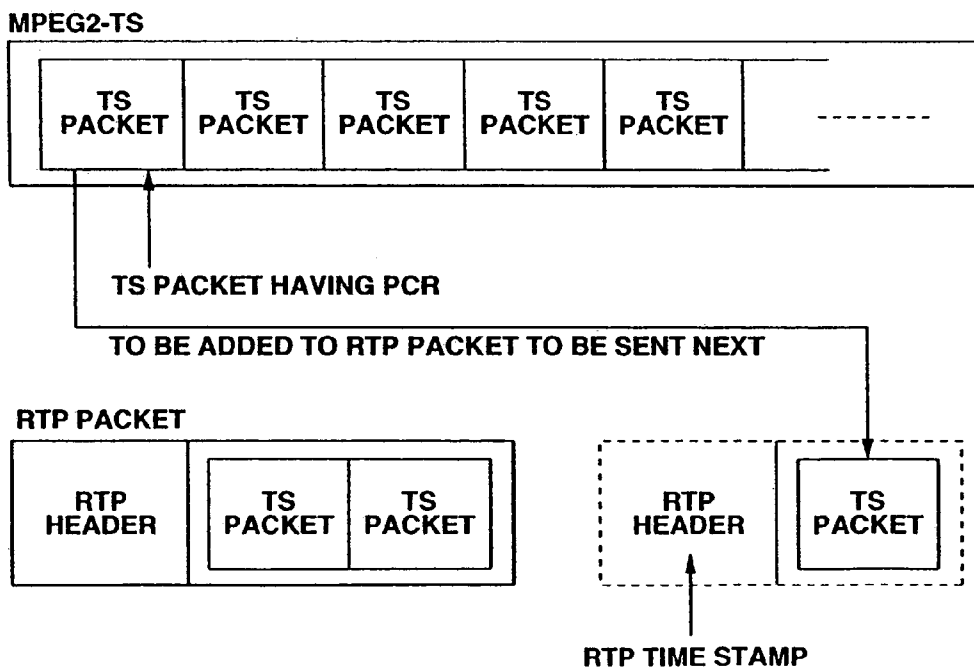 MPEG2-TS
TS PACKET
TS PACKET
TS PACKET
TS PACKET
TS PACKET
TS PACKET HAVING PCR
TO BE ADDED TO RTP PACKET TO BE SENT NEXT
RTP PACKET
RTP HEADER
TS PACKET
TS PACKET
RTP HEADER
TS PACKET
RTP TIME STAMP